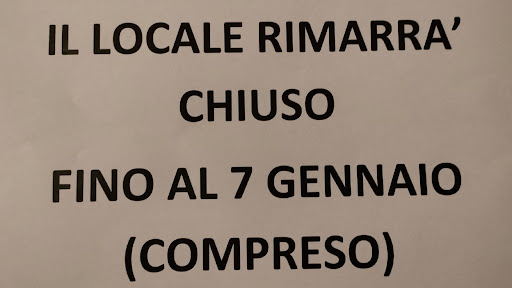 IL LOCALE RIMARRA’
CHIUSO
FINO AL 7 GENNAIO
(COMPRESO)